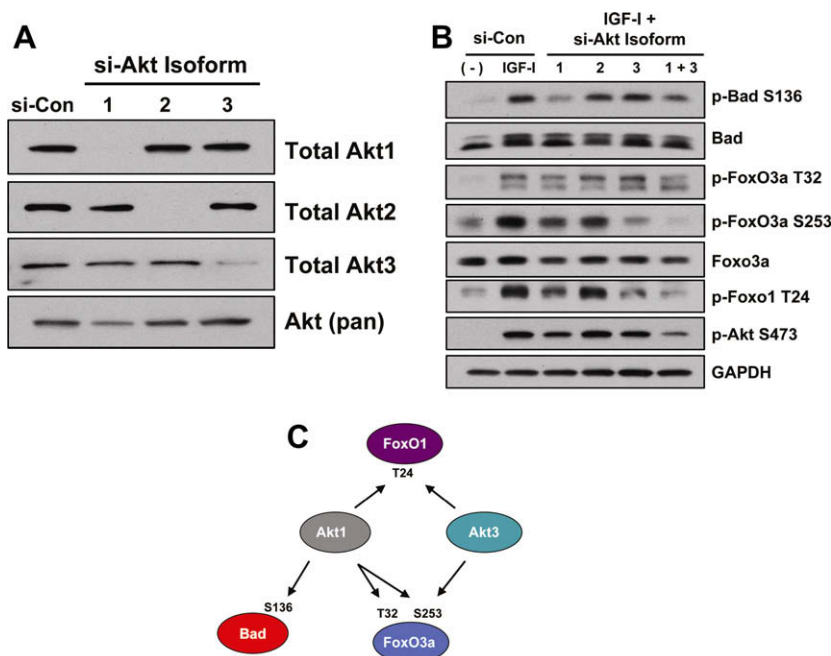 A
si-Akt Isoform
si-Con 1 2 3
Total Akt1
Total Akt2
Total Akt3
Akt (pan)
B
IGF-I +
si-Con si-Akt Isoform
(-) IGF-I 1 2 3 1 + 3
p-Bad S136
Bad
p-FoxO3a T32
p-FoxO3a S253
Foxo3a
p-Foxo1 T24
p-Akt S473
GAPDH
C
FoxO1
T24
Akt1 Akt3
S136 T32 S253
Bad FoxO3a